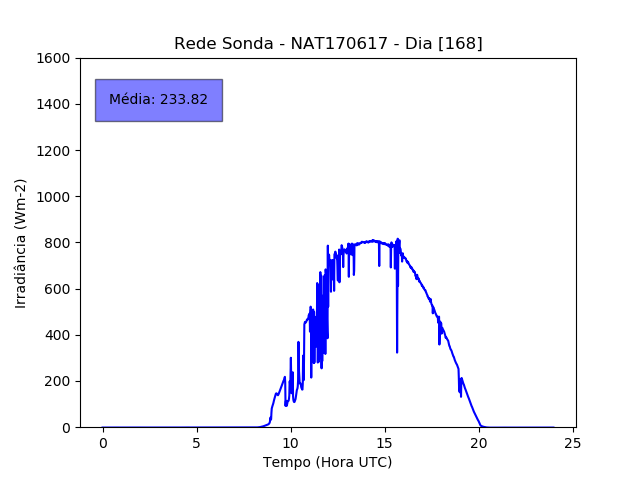 Rede Sonda - NAT170617 - Dia [168]
Média: 233.82
Irradiância (Wm-2)
1600
1400
1200
1000
800
600
400
200
0
0 5 10 15 20 25
Tempo (Hora UTC)